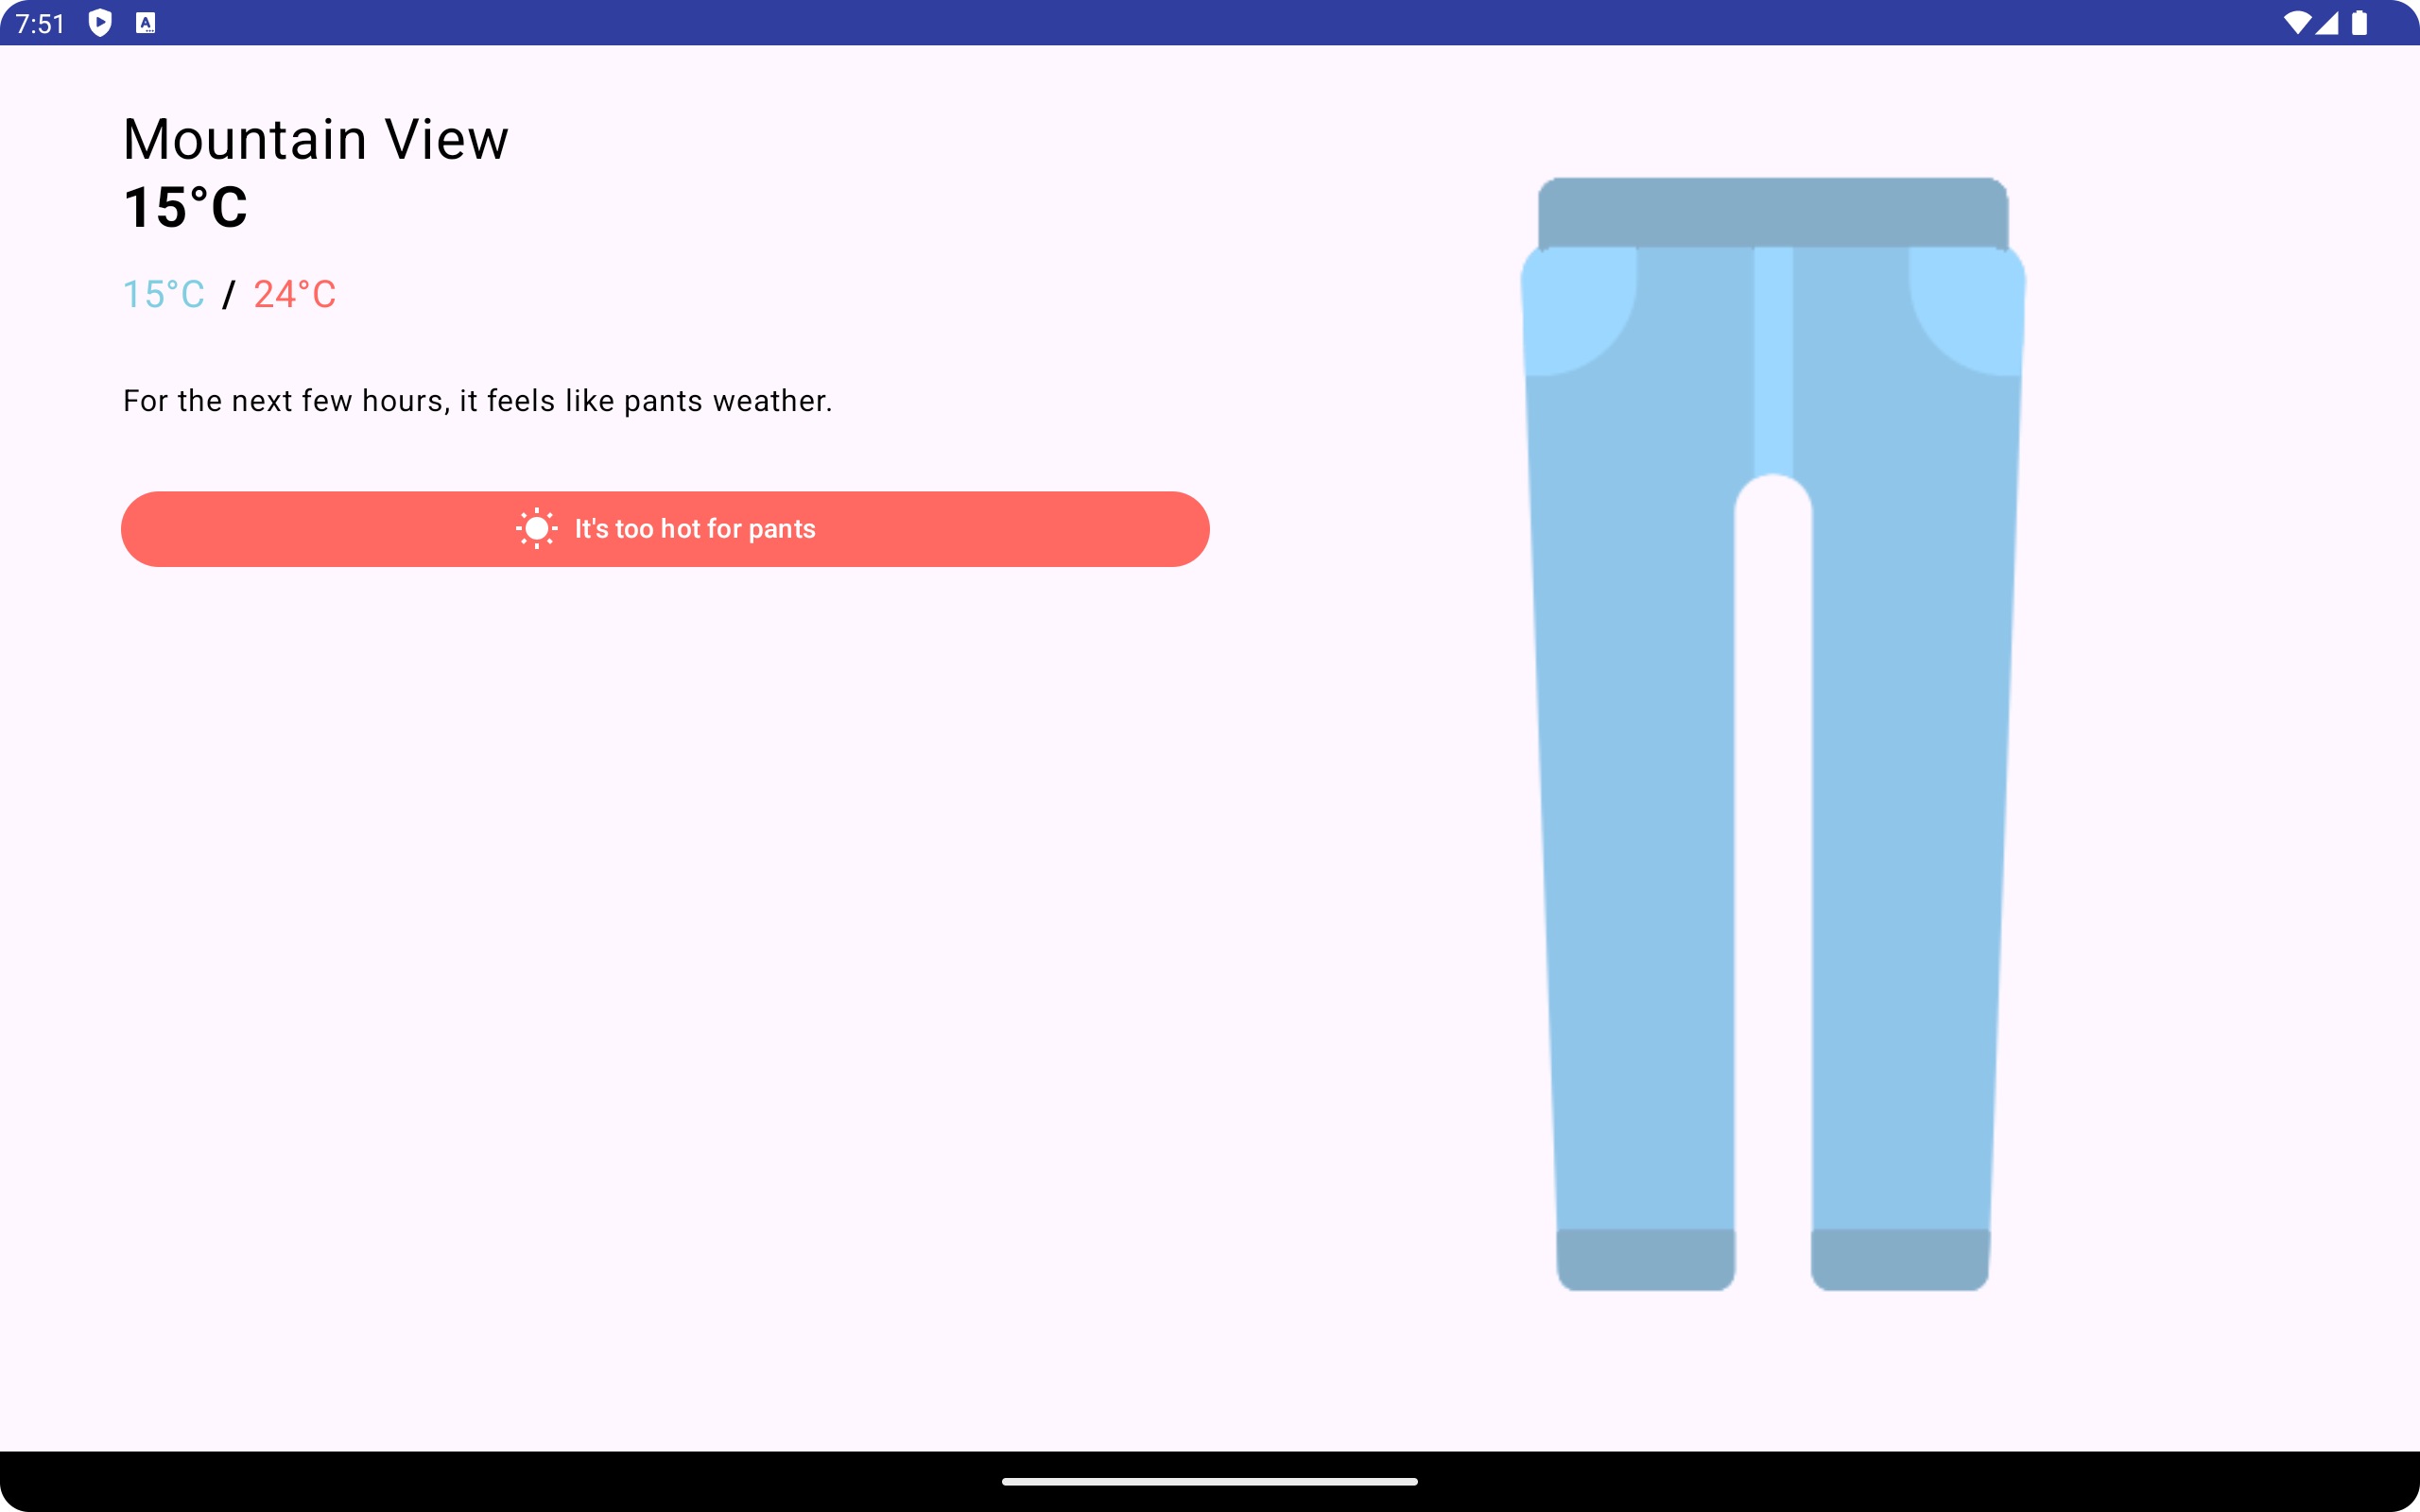 7:51
Mountain View
15°C
15°C / 24°C
For the next few hours, it feels like pants weather.
It's too hot for pants